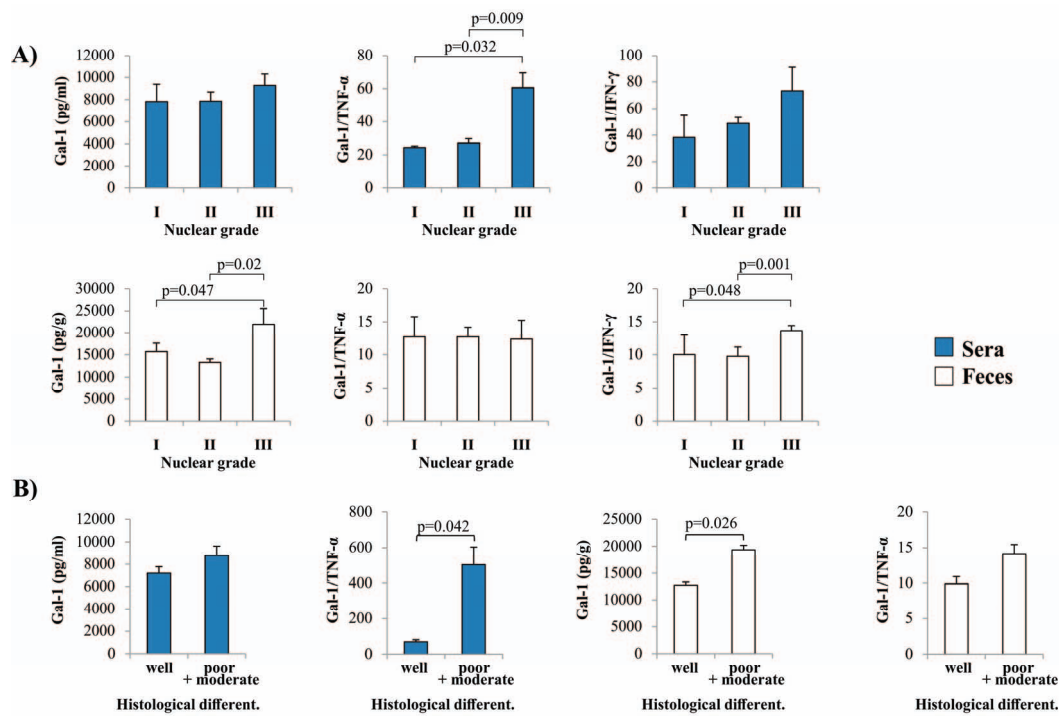 A)
p=0.009
p=0.032
Gal-1 (pg/ml)
12000
10000
8000
6000
4000
2000
0
I II III
Nuclear grade
Gal-1/TNF-α
80
60
40
20
0
I II III
Nuclear grade
Gal-1/IFN-γ
100
80
60
40
20
0
I II III
Nuclear grade
p=0.02
p=0.047
Gal-1 (pg/g)
30000
25000
20000
15000
10000
5000
0
I II III
Nuclear grade
Gal-1/TNF-α
20
15
10
5
0
I II III
Nuclear grade
p=0.001
p=0.048
Gal-1/IFN-γ
20
15
10
5
0
I II III
Nuclear grade
Sera
Feces
B)
Gal-1 (pg/ml)
12000
10000
8000
6000
4000
2000
0
well poor
+ moderate
Histological different.
Gal-1/TNF-α
800
600
400
200
0
p=0.042
well poor
+ moderate
Histological different.
Gal-1 (pg/g)
25000
20000
15000
10000
5000
0
p=0.026
well poor
+ moderate
Histological different.
Gal-1/TNF-α
20
15
10
5
0
well poor
+ moderate
Histological different.